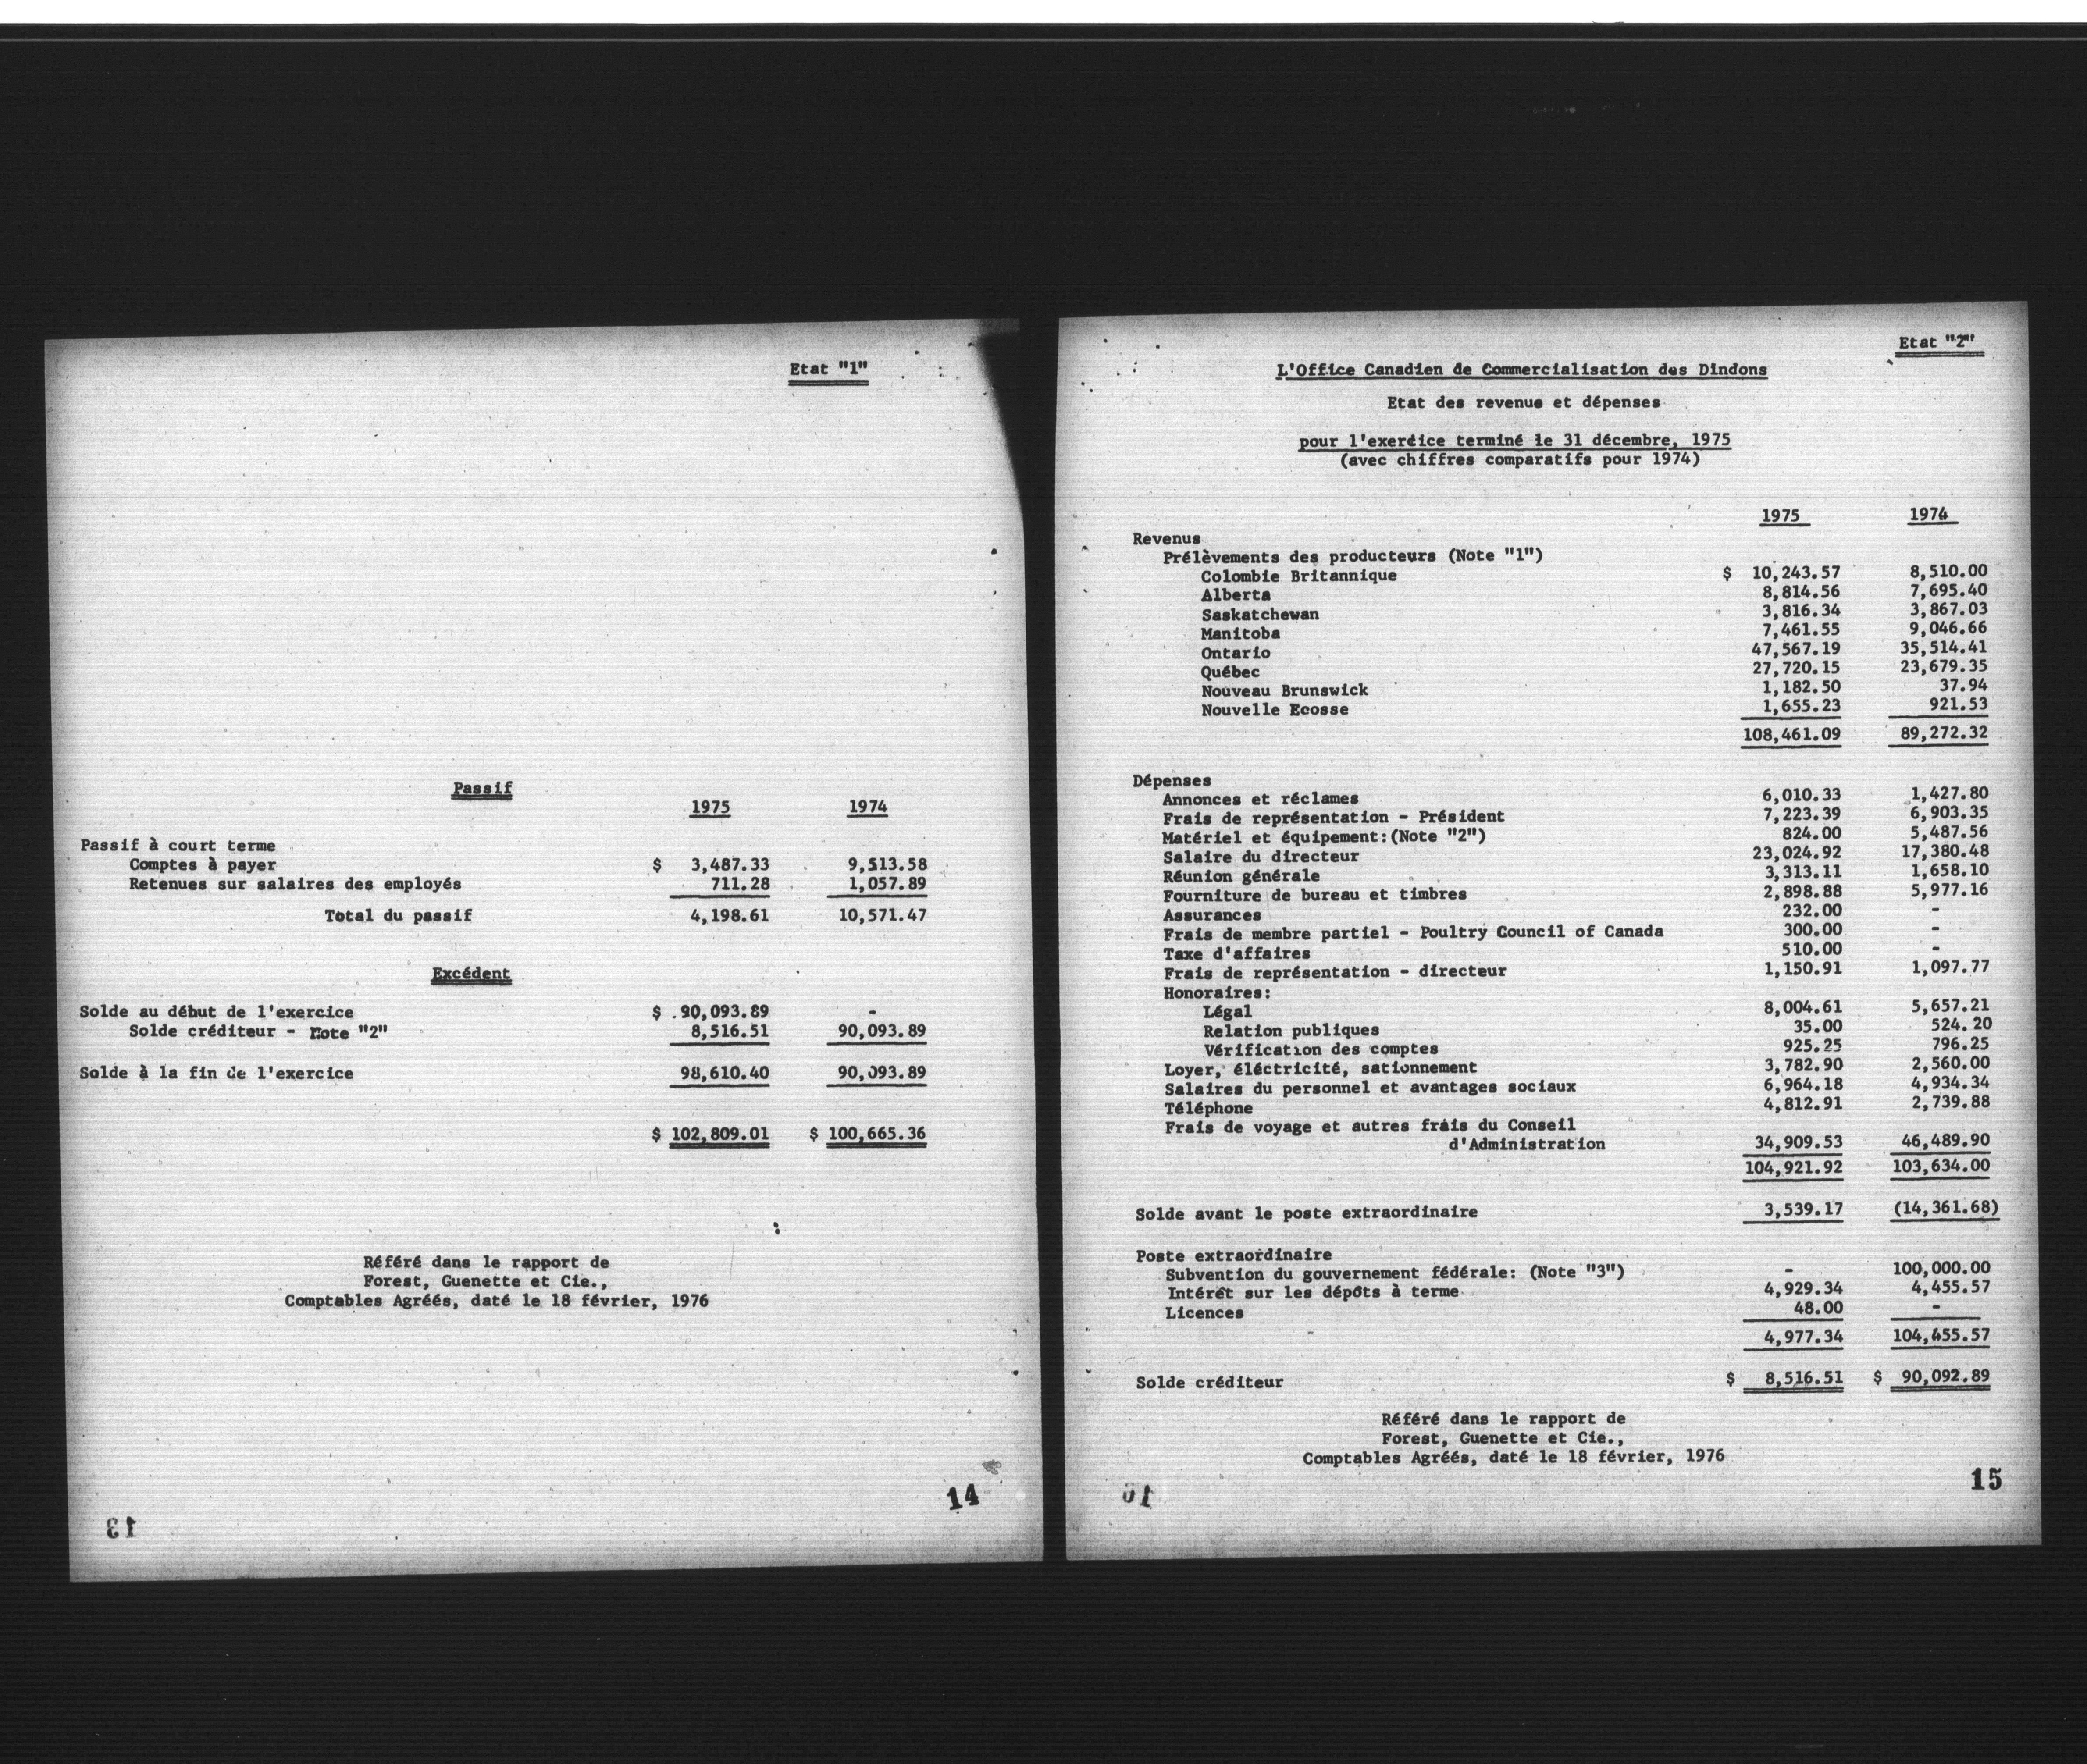 Etat "1"
Passif
1975 1974
Passif à court terme
Comptes à payer $ 3,487.33 9,513.58
Retenues sur salaires des employés 711.28 1,057.89
Total du passif 4,198.61 10,571.47
Excédent
Solde au début de l'exercice $ 90,093.89 -
Solde créditeur - Note "2" 8,516.51 90,093.89
Solde à la fin de l'exercice 98,610.40 90,093.89
$ 102,809.01 $ 100,665.36
Référé dans le rapport de
Forest, Guenette et Cie.,
Comptables Agréés, daté le 18 février, 1976
14
13
Etat "2"
L'Office Canadien de Commercialisation des Dindons
Etat des revenus et dépenses
pour l'exercice terminé le 31 décembre, 1975
(avec chiffres comparatifs pour 1974)
1975 1974
Revenus
Prélèvements des producteurs (Note "1")
Colombie Britannique $ 10,243.57 8,510.00
Alberta 8,814.56 7,695.40
Saskatchewan 3,816.34 3,867.03
Manitoba 7,461.55 9,046.66
Ontario 47,567.19 35,514.41
Québec 27,720.15 23,679.35
Nouveau Brunswick 1,182.50 37.94
Nouvelle Ecosse 1,655.23 921.53
108,461.09 89,272.32
Dépenses
Annonces et réclames 6,010.33 1,427.80
Frais de représentation - Président 7,223.39 6,903.35
Matériel et équipement:(Note "2") 824.00 5,487.56
Salaire du directeur 23,024.92 17,380.48
Réunion générale 3,313.11 1,658.10
Fourniture de bureau et timbres 2,898.88 5,977.16
Assurances 232.00 -
Frais de membre partiel - Poultry Council of Canada 300.00 -
Taxe d'affaires 510.00 -
Frais de représentation - directeur 1,150.91 1,097.77
Honoraires:
Légal 8,004.61 5,657.21
Relation publiques 35.00 524.20
Vérification des comptes 925.25 796.25
Loyer, éléctricité, sationnement 3,782.90 2,560.00
Salaires du personnel et avantages sociaux 6,964.18 4,934.34
Téléphone 4,812.91 2,739.88
Frais de voyage et autres frais du Conseil
d'Administration 34,909.53 46,489.90
104,921.92 103,634.00
Solde avant le poste extraordinaire 3,539.17 (14,361.68)
Poste extraordinaire
Subvention du gouvernement fédérale: (Note "3") - 100,000.00
Intérêt sur les dépôts à terme 4,929.34 4,455.57
Licences 48.00 -
4,977.34 104,455.57
Solde créditeur $ 8,516.51 $ 90,092.89
Référé dans le rapport de
Forest, Guenette et Cie.,
Comptables Agréés, daté le 18 février, 1976
15